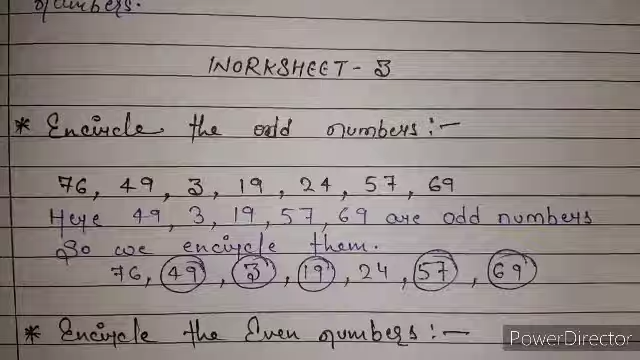 numbers.
WORKSHEET - 3
* Encircle the odd numbers :-
76, 49, 3, 19, 24, 57, 69
Here 49, 3, 19, 57, 69 are odd numbers
So we encircle them.
76, 49, 3, 19, 24, 57, 69
* Encircle the Even numbers :-
PowerDirector